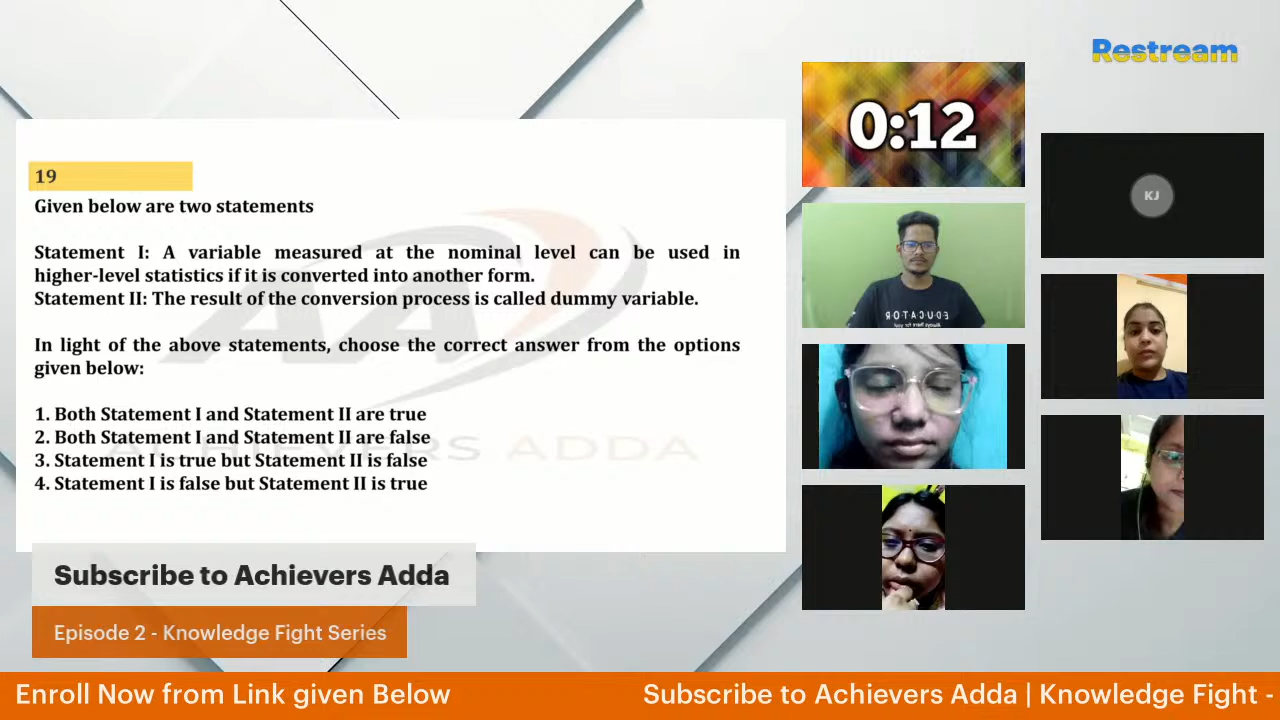 Restream
0:12
KJ
19
Given below are two statements
Statement I: A variable measured at the nominal level can be used in
higher-level statistics if it is converted into another form.
Statement II: The result of the conversion process is called dummy variable.
In light of the above statements, choose the correct answer from the options
given below:
1. Both Statement I and Statement II are true
2. Both Statement I and Statement II are false
3. Statement I is true but Statement II is false
4. Statement I is false but Statement II is true
ACHIEVERS ADDA
EDUCATOR
Subscribe to Achievers Adda
Episode 2 - Knowledge Fight Series
Enroll Now from Link given Below
Subscribe to Achievers Adda | Knowledge Fight -